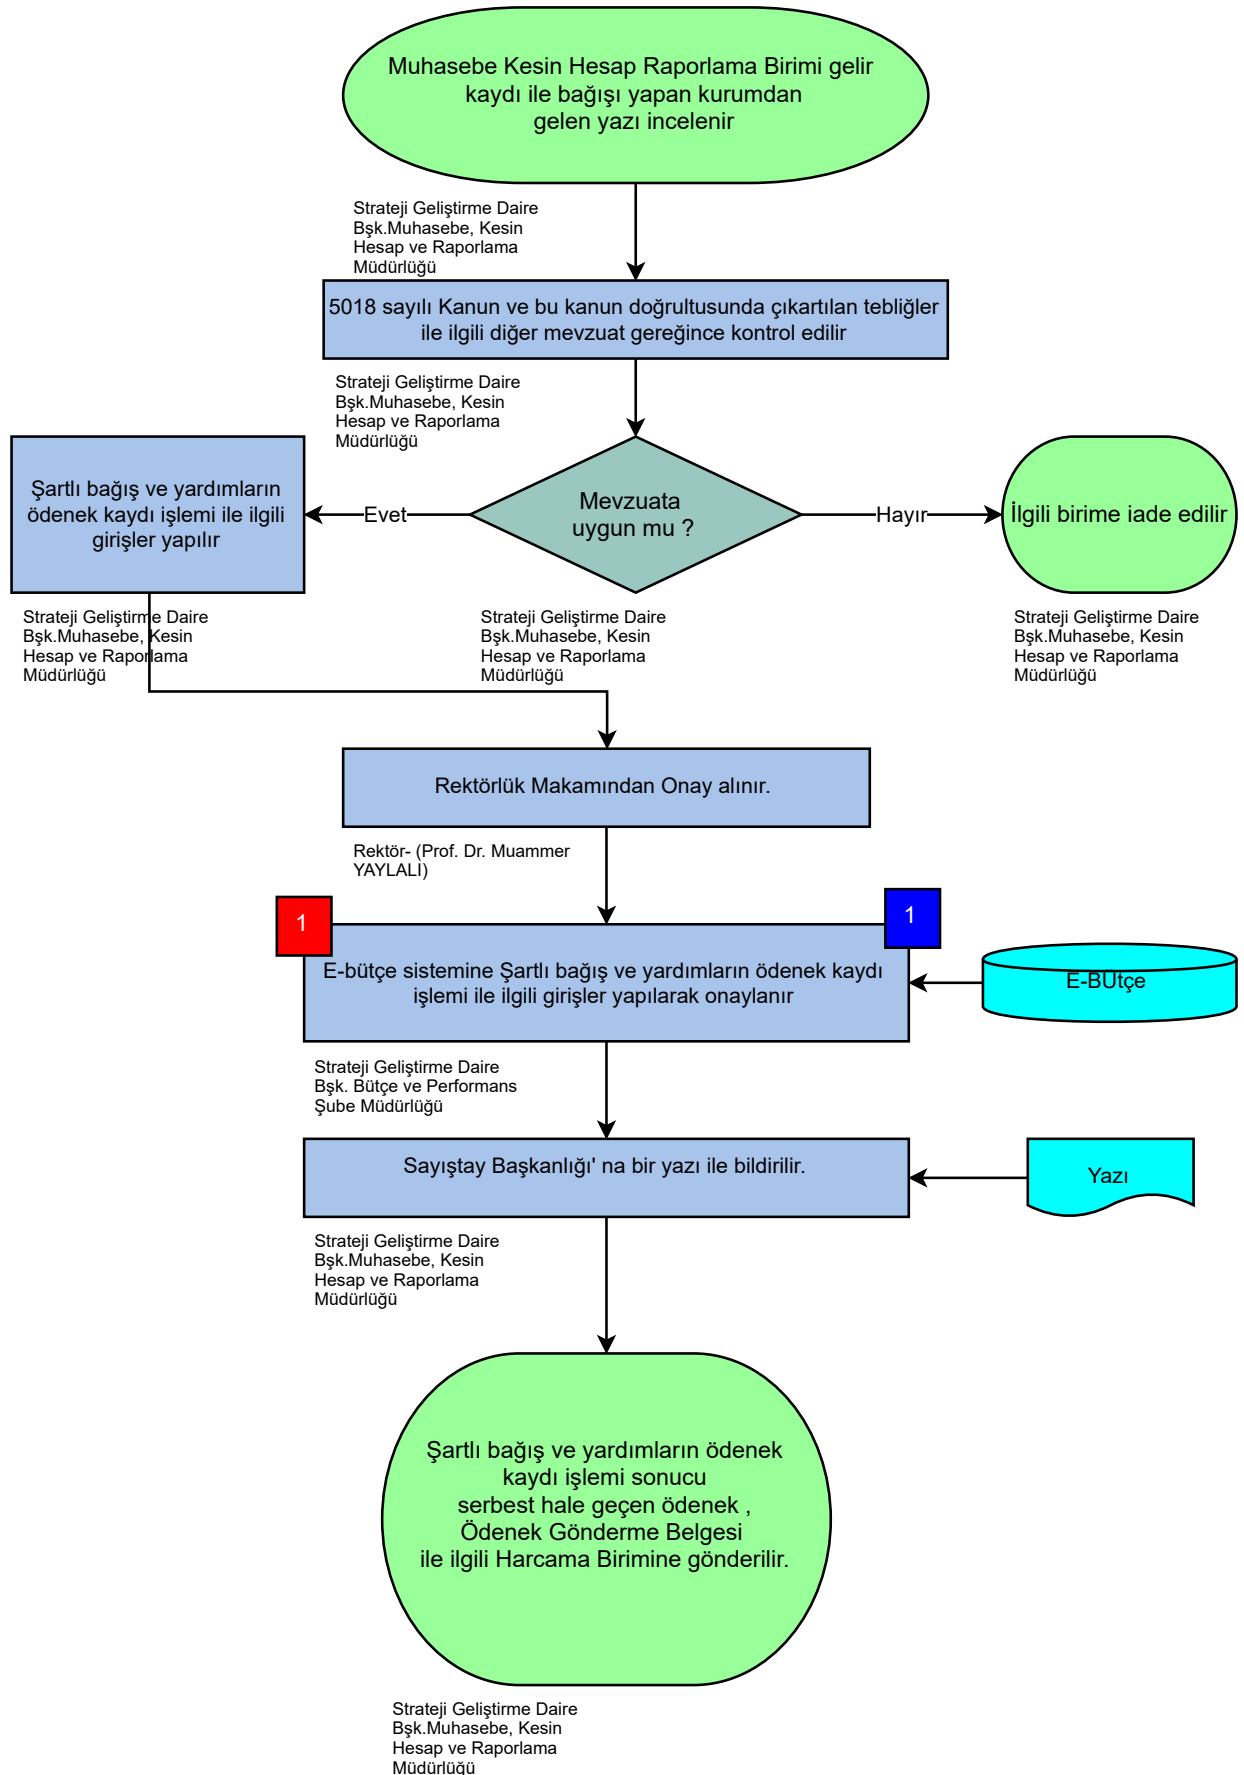 Muhasebe Kesin Hesap Raporlama Birimi gelir
kaydı ile bağışı yapan kurumdan
gelen yazı incelenir
Strateji Geliştirme Daire
Bşk.Muhasebe, Kesin
Hesap ve Raporlama
Müdürlüğü
5018 sayılı Kanun ve bu kanun doğrultusunda çıkartılan tebliğler
ile ilgili diğer mevzuat gereğince kontrol edilir
Strateji Geliştirme Daire
Bşk.Muhasebe, Kesin
Hesap ve Raporlama
Müdürlüğü
Şartlı bağış ve yardımların
ödenek kaydı işlemi ile ilgili
girişler yapılır
Evet
Mevzuata
uygun mu ?
Hayır
İlgili birime iade edilir
Strateji Geliştirme Daire
Bşk.Muhasebe, Kesin
Hesap ve Raporlama
Müdürlüğü
Strateji Geliştirme Daire
Bşk.Muhasebe, Kesin
Hesap ve Raporlama
Müdürlüğü
Strateji Geliştirme Daire
Bşk.Muhasebe, Kesin
Hesap ve Raporlama
Müdürlüğü
Rektörlük Makamından Onay alınır.
Rektör- (Prof. Dr. Muammer
YAYLALI)
1
1
E-bütçe sistemine Şartlı bağış ve yardımların ödenek kaydı
işlemi ile ilgili girişler yapılarak onaylanır
E-BÜtçe
Strateji Geliştirme Daire
Bşk. Bütçe ve Performans
Şube Müdürlüğü
Sayıştay Başkanlığı' na bir yazı ile bildirilir.
Yazı
Strateji Geliştirme Daire
Bşk.Muhasebe, Kesin
Hesap ve Raporlama
Müdürlüğü
Şartlı bağış ve yardımların ödenek
kaydı işlemi sonucu
serbest hale geçen ödenek ,
Ödenek Gönderme Belgesi
ile ilgili Harcama Birimine gönderilir.
Strateji Geliştirme Daire
Bşk.Muhasebe, Kesin
Hesap ve Raporlama
Müdürlüğü